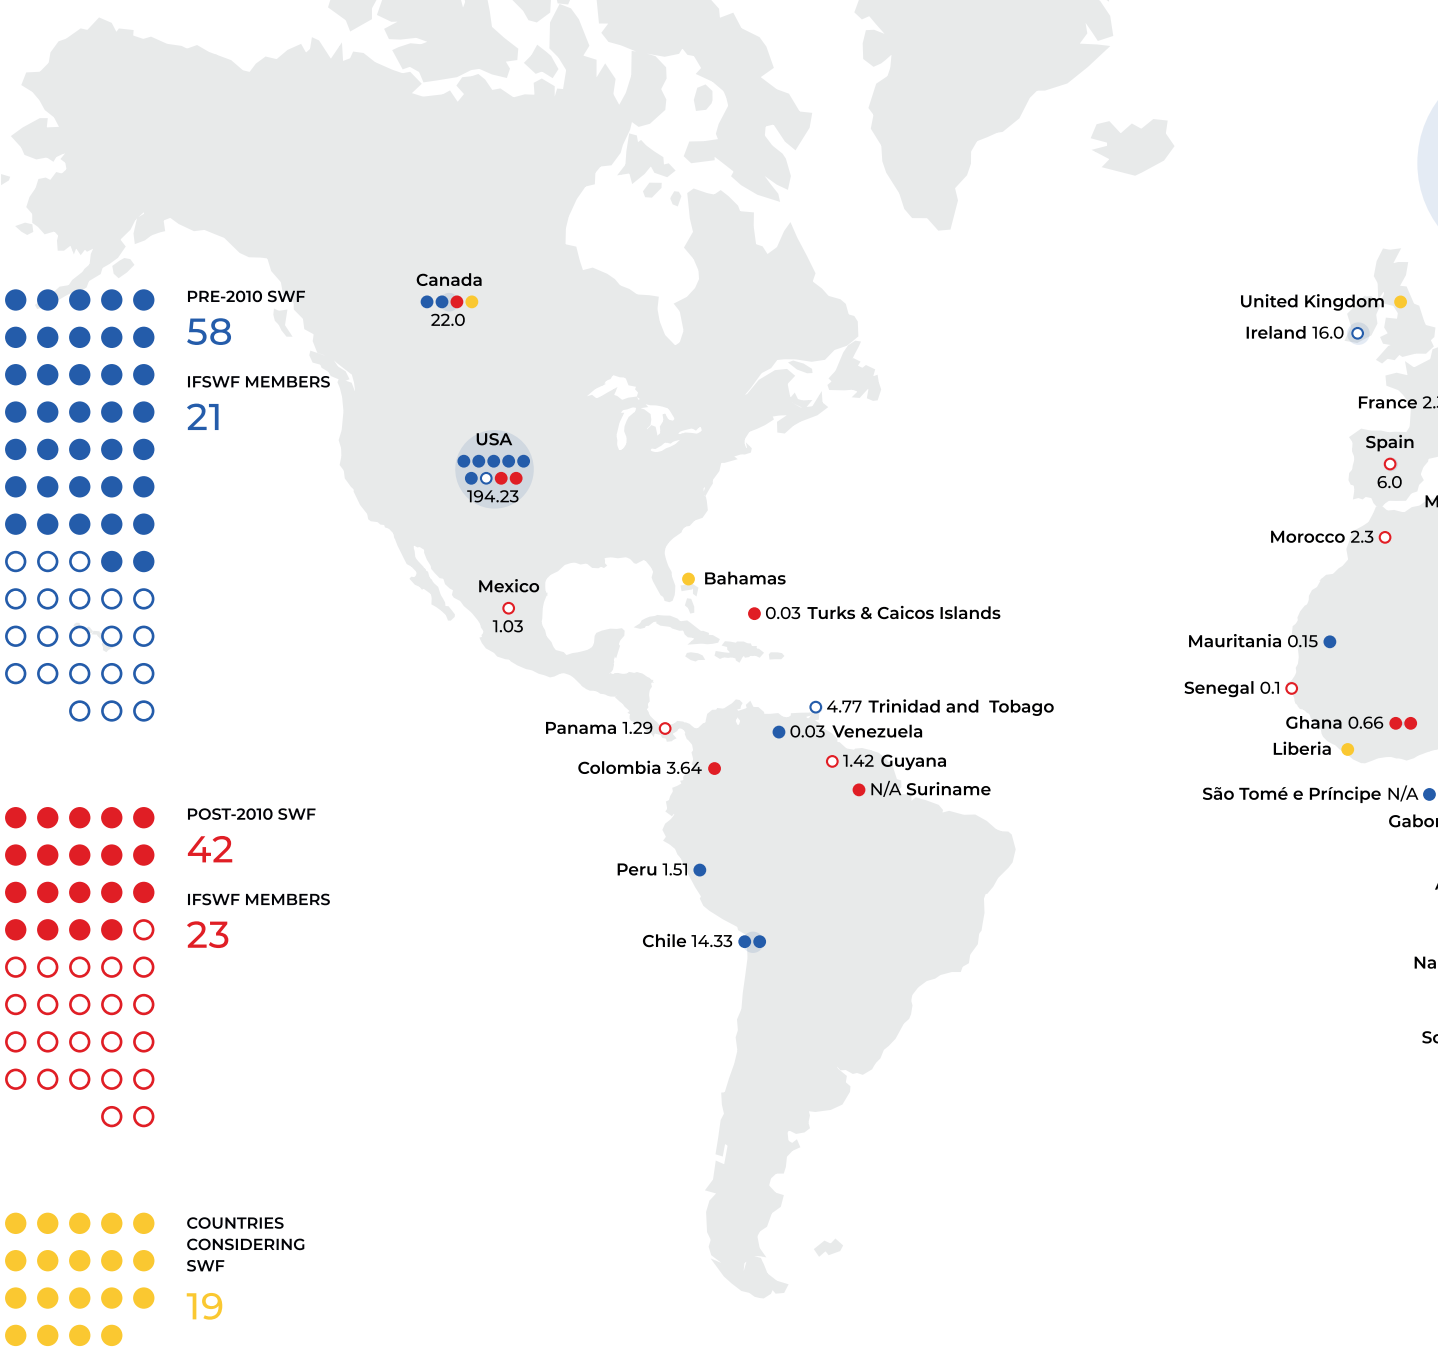 PRE-2010 SWF
58
IFSWF MEMBERS
21
POST-2010 SWF
42
IFSWF MEMBERS
23
COUNTRIES
CONSIDERING
SWF
19
Canada
22.0
USA
194.23
Mexico
1.03
Bahamas
0.03 Turks & Caicos Islands
4.77 Trinidad and Tobago
0.03 Venezuela
1.42 Guyana
N/A Suriname
Panama 1.29
Colombia 3.64
Peru 1.51
Chile 14.33
United Kingdom
Ireland 16.0
France 2.
Spain
6.0
M
Morocco 2.3
Mauritania 0.15
Senegal 0.1
Ghana 0.66
Liberia
São Tomé e Príncipe N/A
Gabo
Na